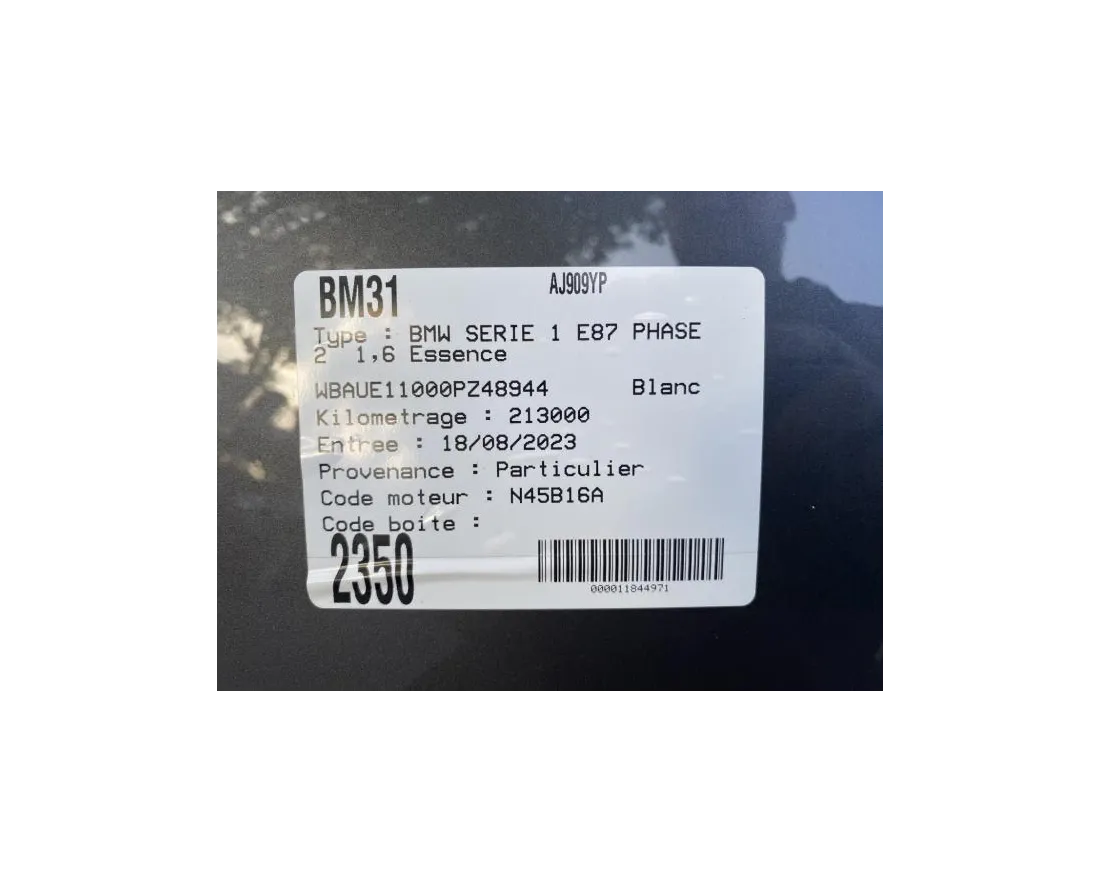 BM31 AJ909YP
Type : BMW SERIE 1 E87 PHASE
2 1,6 Essence
WBAUE11000PZ48944 Blanc
Kilometrage : 213000
Entree : 18/08/2023
Provenance : Particulier
Code moteur : N45B16A
Code boite :
2350
000011844971